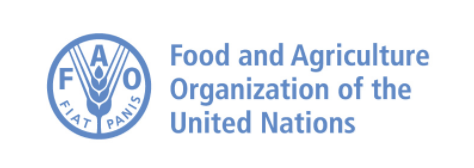 FAO
FIAT PANIS
Food and Agriculture
Organization of the
United Nations